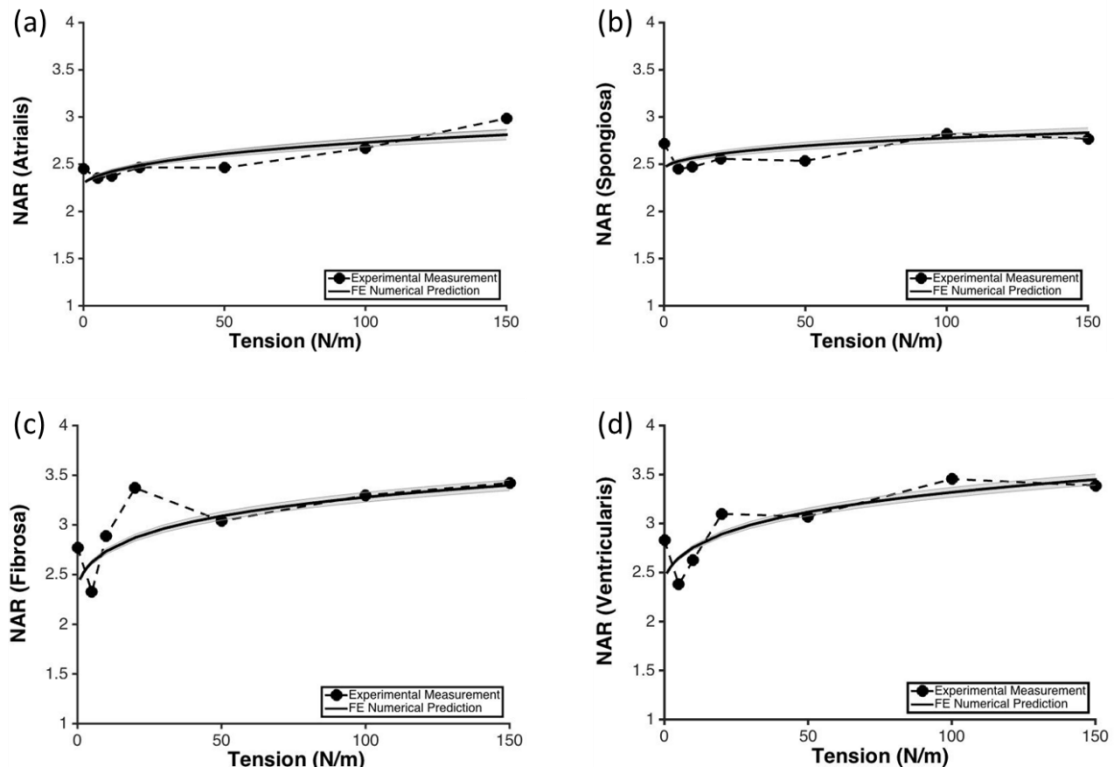 (a)
4
3.5
3
2.5
2
1.5
1
NAR (Atrialis)
Experimental Measurement
FE Numerical Prediction
0 50 100 150
Tension (N/m)
(b)
4
3.5
3
2.5
2
1.5
1
NAR (Spongiosa)
Experimental Measurement
FE Numerical Prediction
0 50 100 150
Tension (N/m)
(c)
4
3.5
3
2.5
2
1.5
1
NAR (Fibrosa)
Experimental Measurement
FE Numerical Prediction
0 50 100 150
Tension (N/m)
(d)
4
3.5
3
2.5
2
1.5
1
NAR (Ventricularis)
Experimental Measurement
FE Numerical Prediction
0 50 100 150
Tension (N/m)